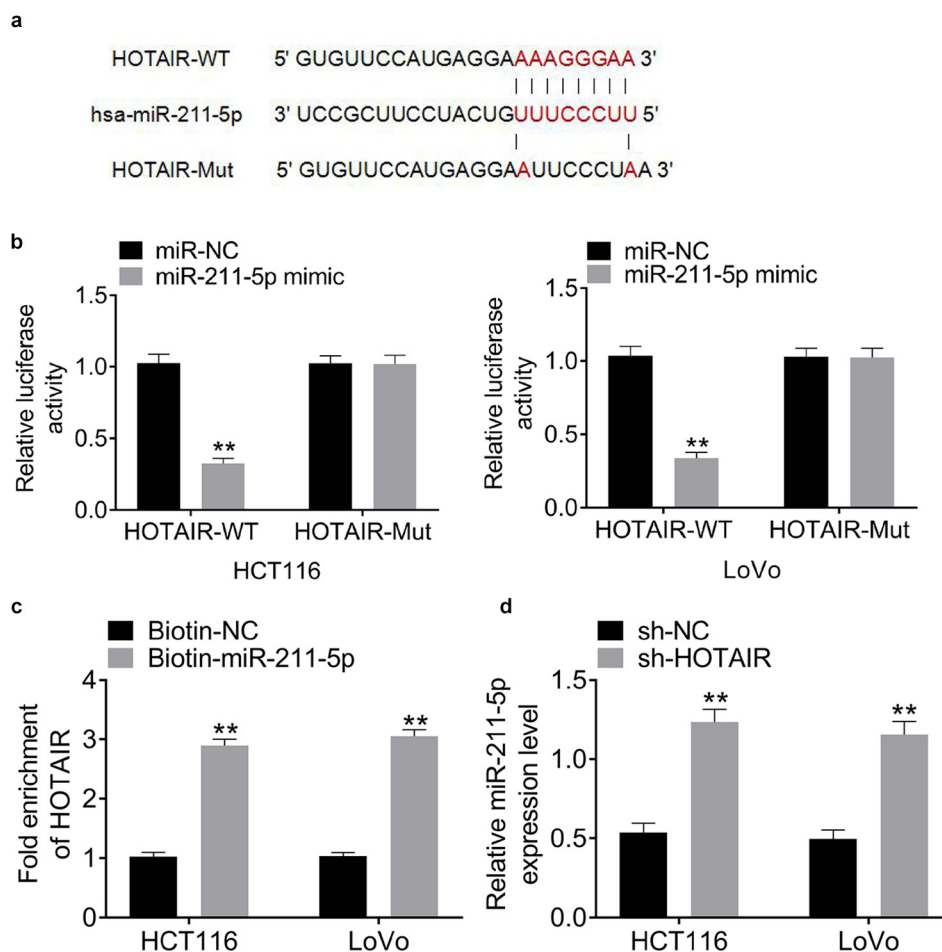 a
HOTAIR-WT 5' GUGUUCCAUGAGGAAAAGGGAA 3'
hsa-miR-211-5p 3' UCCGCUUCCUACUGUUUCCCUU 5'
HOTAIR-Mut 5' GUGUUCCAUGAGGAAUUCCCUAA 3'
b
miR-NC
miR-211-5p mimic
Relative luciferase
activity
1.5
1.0
0.5
0.0
**
HOTAIR-WT HOTAIR-Mut
HCT116
miR-NC
miR-211-5p mimic
Relative luciferase
activity
1.5
1.0
0.5
0.0
**
HOTAIR-WT HOTAIR-Mut
LoVo
c
Biotin-NC
Biotin-miR-211-5p
Fold enrichment
of HOTAIR
4
3
2
1
0
** **
HCT116 LoVo
d
sh-NC
sh-HOTAIR
Relative miR-211-5p
expression level
1.5
1.0
0.5
0.0
** **
HCT116 LoVo